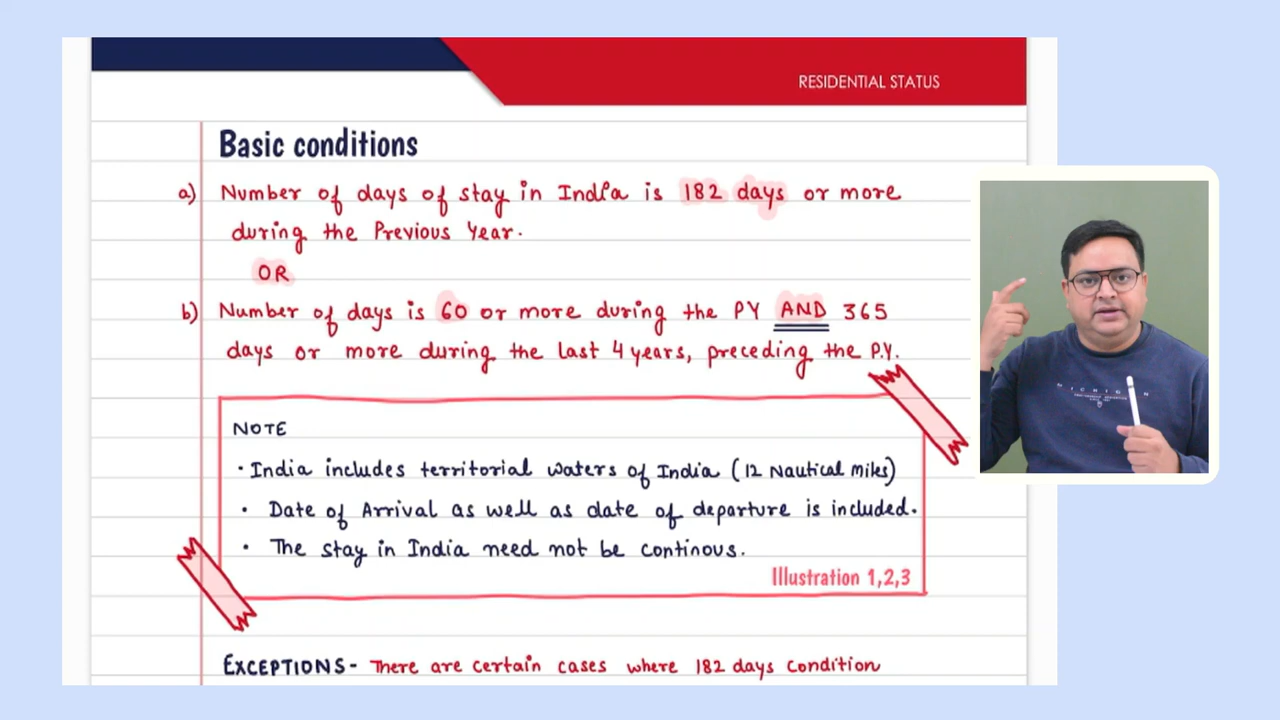 RESIDENTIAL STATUS
Basic conditions
a) Number of days of stay in India is 182 days or more
during the Previous Year.
OR
b) Number of days is 60 or more during the PY AND 365
days or more during the last 4 years, preceding the P.Y.
NOTE
• India includes territorial waters of India (12 Nautical Miles)
• Date of Arrival as well as date of departure is included.
• The stay in India need not be continous.
Illustration 1,2,3
EXCEPTIONS- There are certain cases where 182 days condition
MICHIGAN